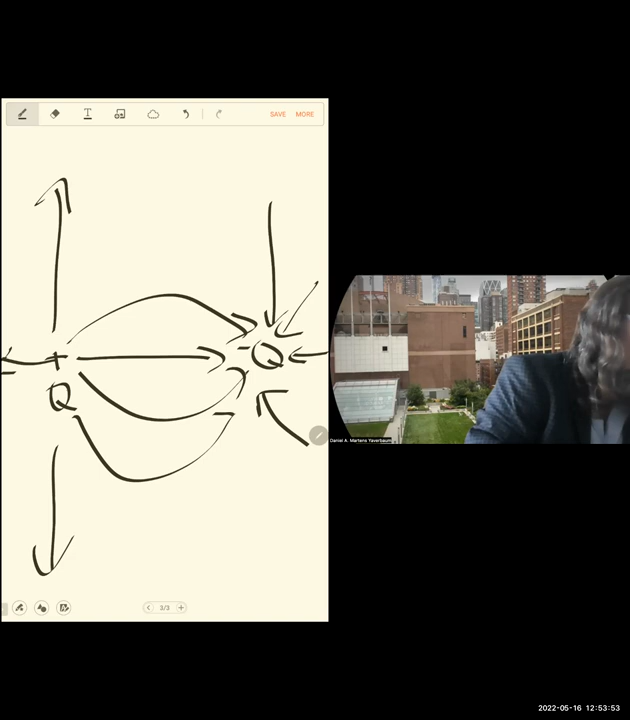 T
SAVE MORE
+
-Q
Q
3/3
Daniel A. Martens Yaverbaum
2022-05-16 12:53:53